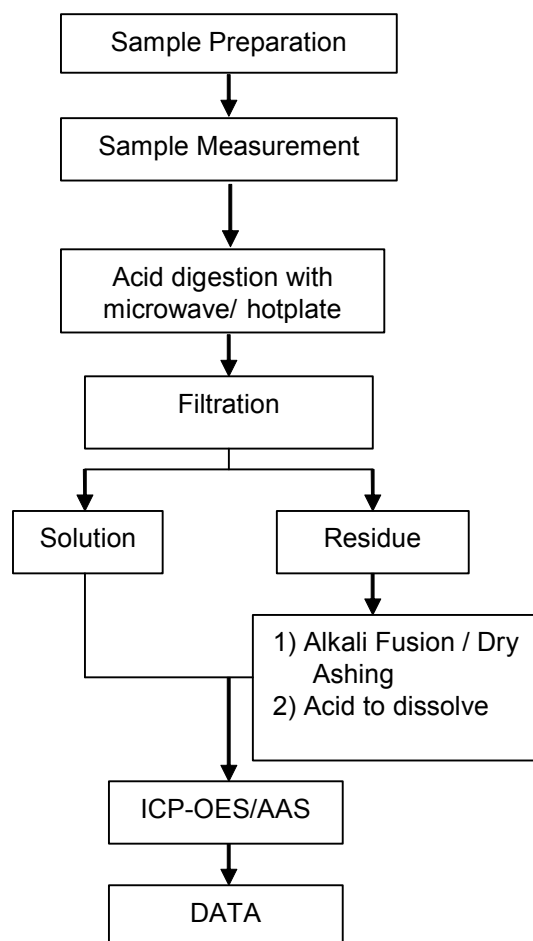 Sample Preparation
Sample Measurement
Acid digestion with
microwave/ hotplate
Filtration
Solution
Residue
1) Alkali Fusion / Dry
Ashing
2) Acid to dissolve
ICP-OES/AAS
DATA